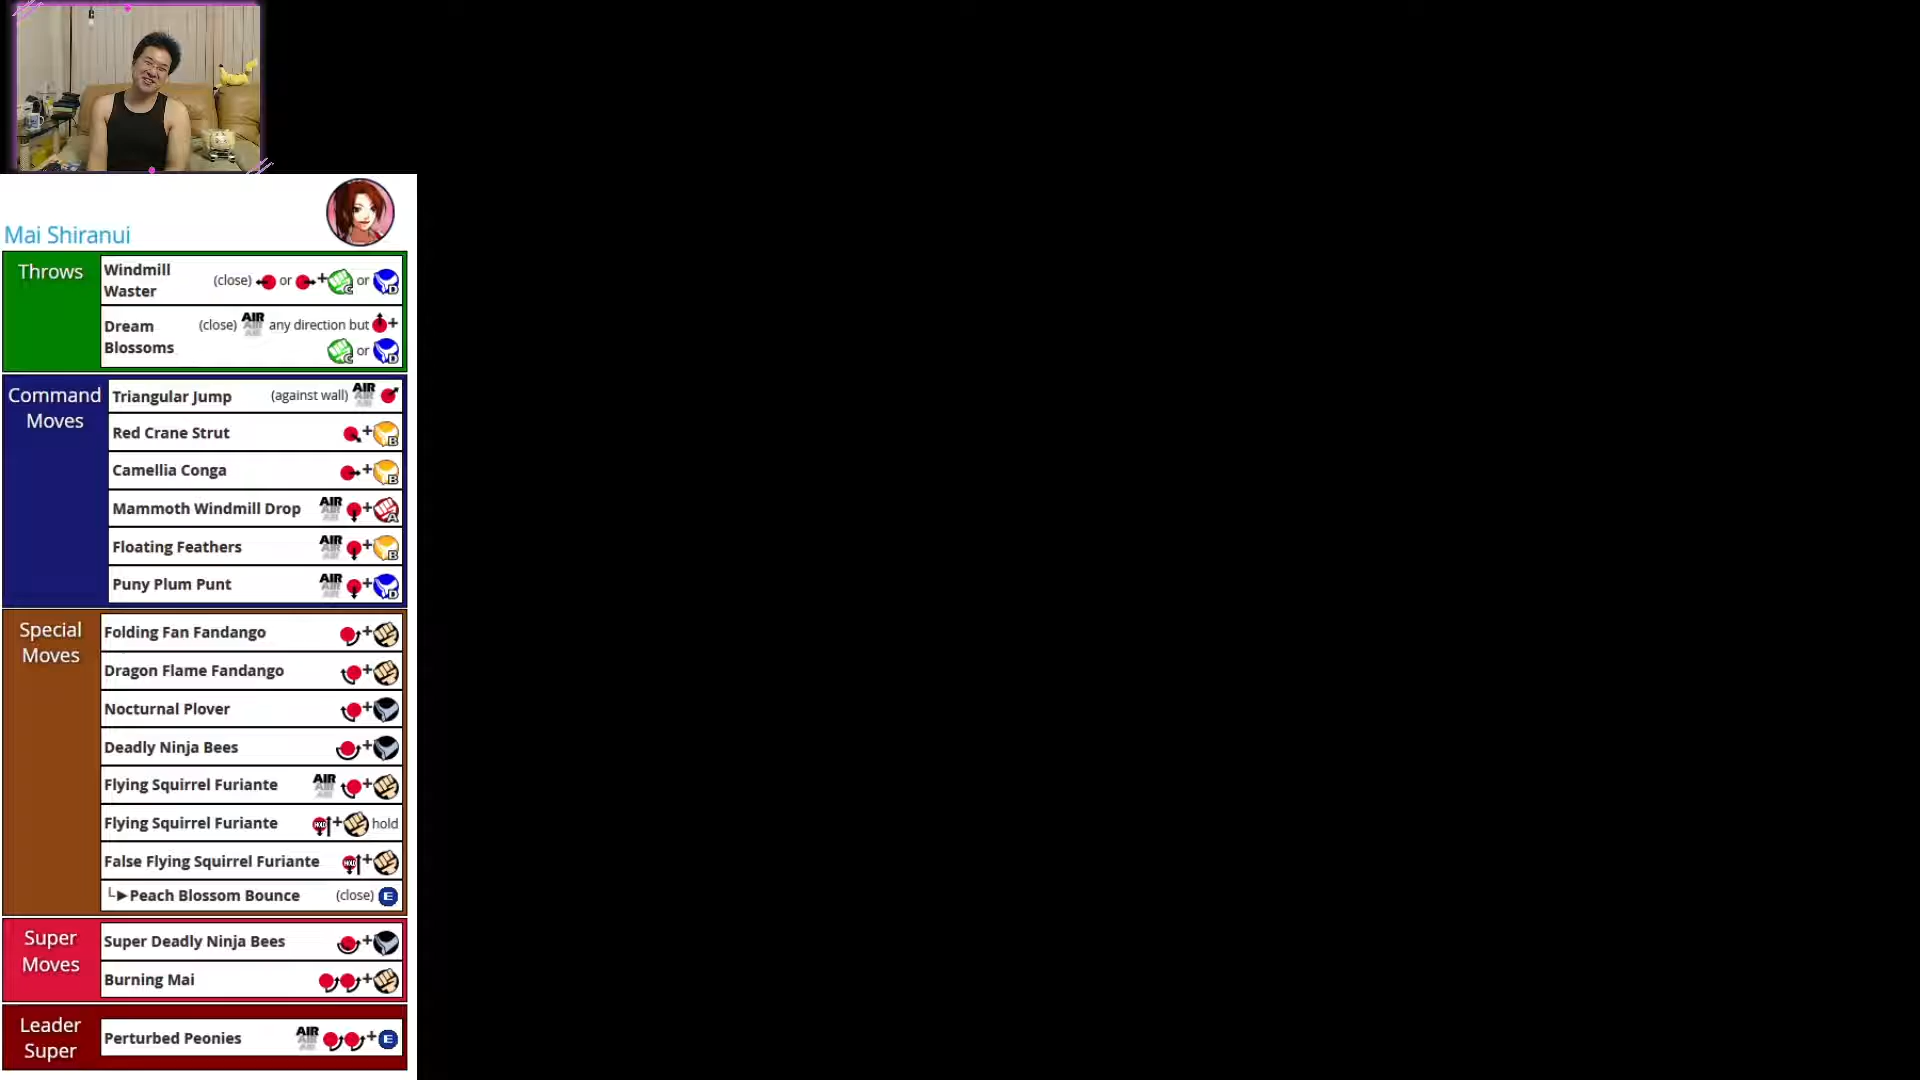 Mai Shiranui
Throws
Windmill Waster (close) or + C or D
Dream Blossoms (close) AIR any direction but +
C or D
Command Moves
Triangular Jump (against wall) AIR
Red Crane Strut + B
Camellia Conga + B
Mammoth Windmill Drop AIR + A
Floating Feathers AIR + B
Puny Plum Punt AIR + D
Special Moves
Folding Fan Fandango +
Dragon Flame Fandango +
Nocturnal Plover +
Deadly Ninja Bees +
Flying Squirrel Furiante AIR +
Flying Squirrel Furiante HOLD + hold
False Flying Squirrel Furiante HOLD +
Peach Blossom Bounce (close) E
Super Moves
Super Deadly Ninja Bees +
Burning Mai +
Leader Super
Perturbed Peonies AIR + E